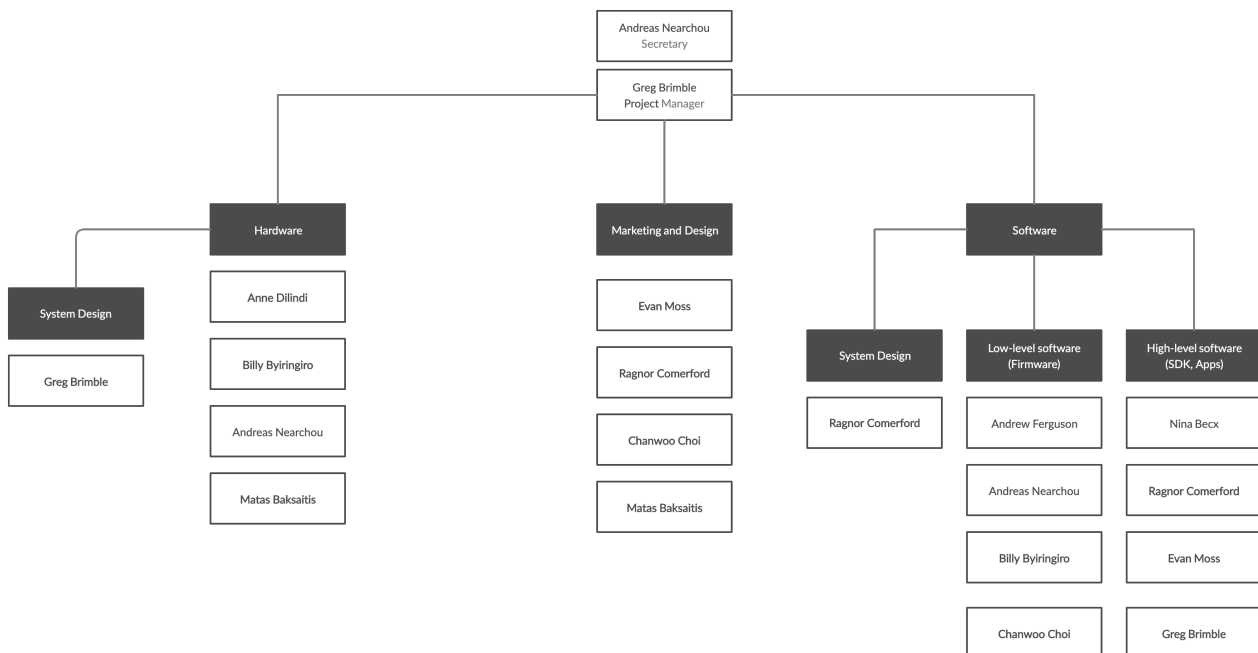 Andreas Nearchou
Secretary
Greg Brimble
Project Manager
Hardware
System Design
Greg Brimble
Anne Dilindi
Billy Byiringiro
Andreas Nearchou
Matas Baksaitis
Marketing and Design
Evan Moss
Ragnor Comerford
Chanwoo Choi
Matas Baksaitis
Software
System Design
Ragnor Comerford
Low-level software
(Firmware)
Andrew Ferguson
Andreas Nearchou
Billy Byiringiro
Chanwoo Choi
High-level software
(SDK, Apps)
Nina Becx
Ragnor Comerford
Evan Moss
Greg Brimble